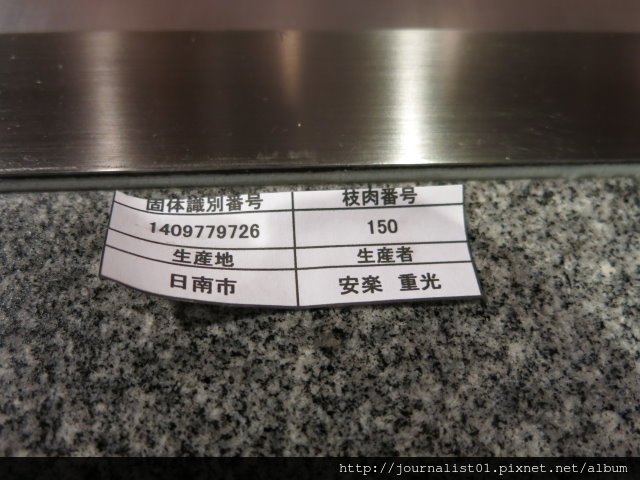 固体識別番号 枝肉番号
1409779726 150
生産地 生産者
日南市 安楽 重光
http://journalist01.pixnet.net/album